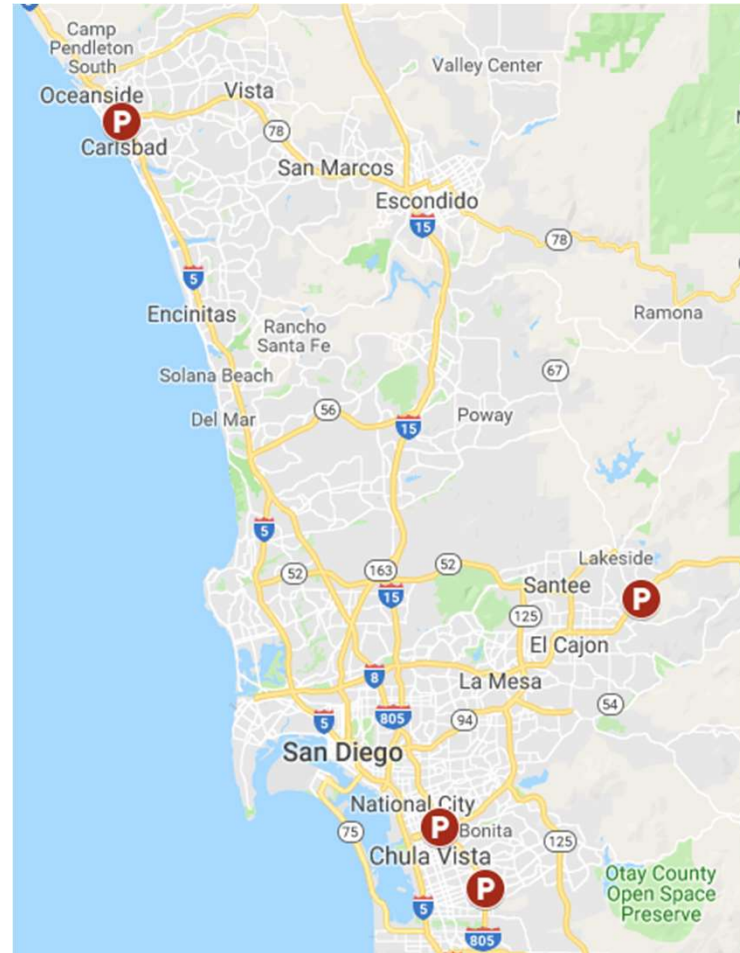 Camp
Pendleton
South
Valley Center
Oceanside
Vista
P
Carlsbad
78
San Marcos
Escondido
15
78
5
Encinitas
Ramona
Rancho
Santa Fe
Solana Beach
67
Del Mar
56
15
Poway
5
Lakeside
52
163
52
Santee
15
P
125
El Cajon
8
La Mesa
54
5
805
94
San Diego
National City
75
P
Bonita
125
Chula Vista
P
Otay County
Open Space
Preserve
5
805